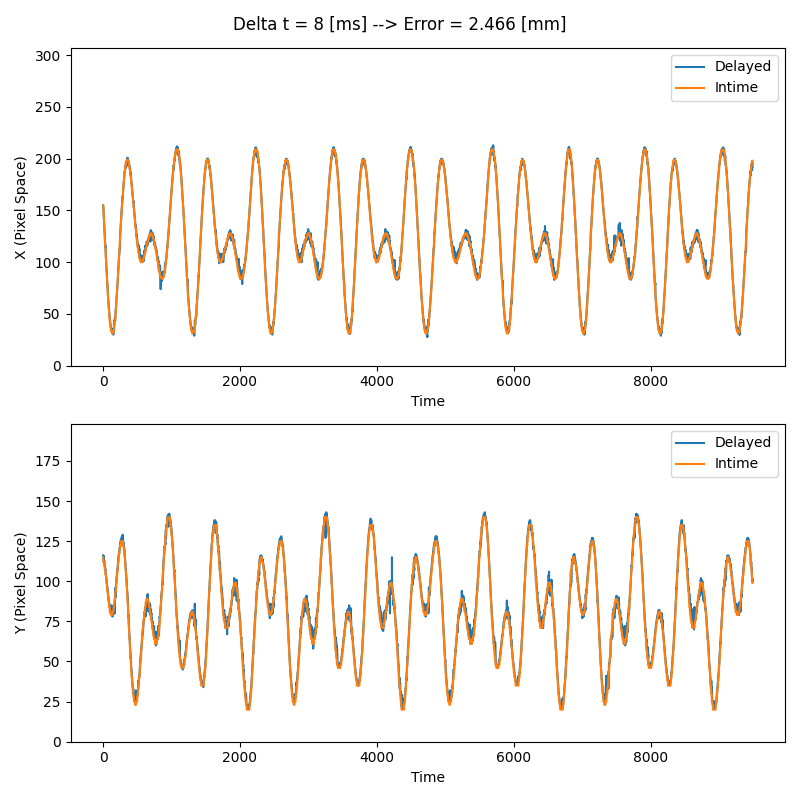 Delta t = 8 [ms] --> Error = 2.466 [mm]
300
250
200
150
100
50
0
X (Pixel Space)
Delayed
Intime
0 2000 4000 6000 8000
Time
175
150
125
100
75
50
25
0
Y (Pixel Space)
Delayed
Intime
0 2000 4000 6000 8000
Time